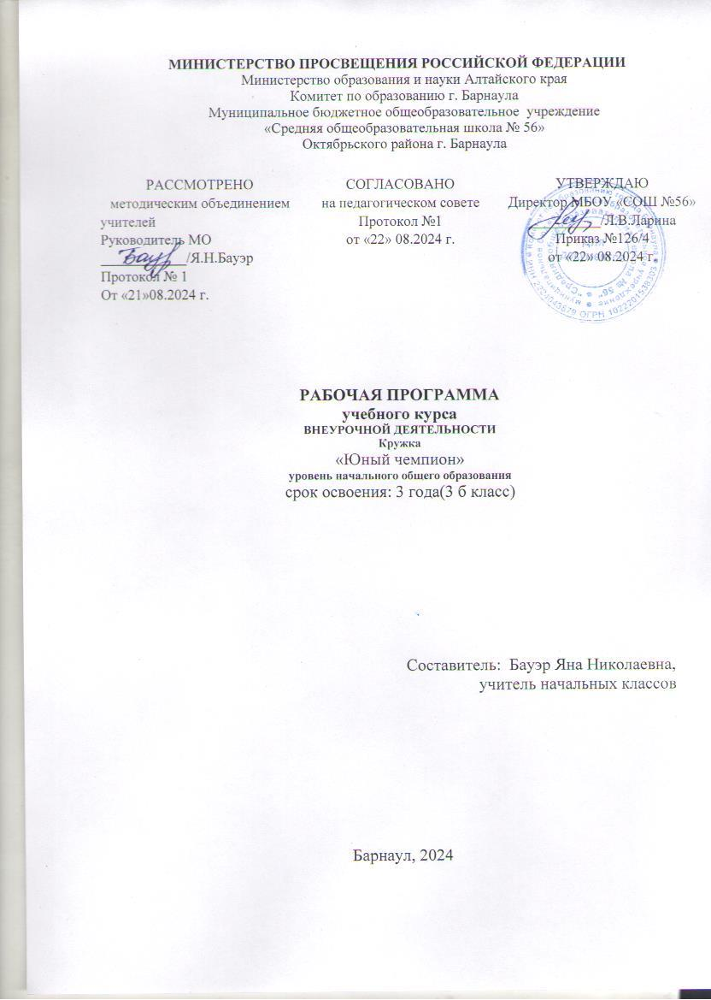 МИНИСТЕРСТВО ПРОСВЕЩЕНИЯ РОССИЙСКОЙ ФЕДЕРАЦИИ
Министерство образования и науки Алтайского края
Комитет по образованию г. Барнаула
Муниципальное бюджетное общеобразовательное учреждение
«Средняя общеобразовательная школа № 56»
Октябрьского района г. Барнаула
РАССМОТРЕНО
методическим объединением
учителей
Руководитель МО
Бауэр /Я.Н.Бауэр
Протокол № 1
От «21»08.2024 г.
СОГЛАСОВАНО
на педагогическом совете
Протокол №1
от «22» 08.2024 г.
УТВЕРЖДАЮ
Директор МБОУ «СОШ №56»
/Л.В.Ларина
Приказ №126/4
от «22» 08.2024 г.
ОГРН 1022201538303
РАБОЧАЯ ПРОГРАММА
учебного курса
ВНЕУРОЧНОЙ ДЕЯТЕЛЬНОСТИ
Кружка
«Юный чемпион»
уровень начального общего образования
срок освоения: 3 года(3 б класс)
Составитель: Бауэр Яна Николаевна,
учитель начальных классов
Барнаул, 2024